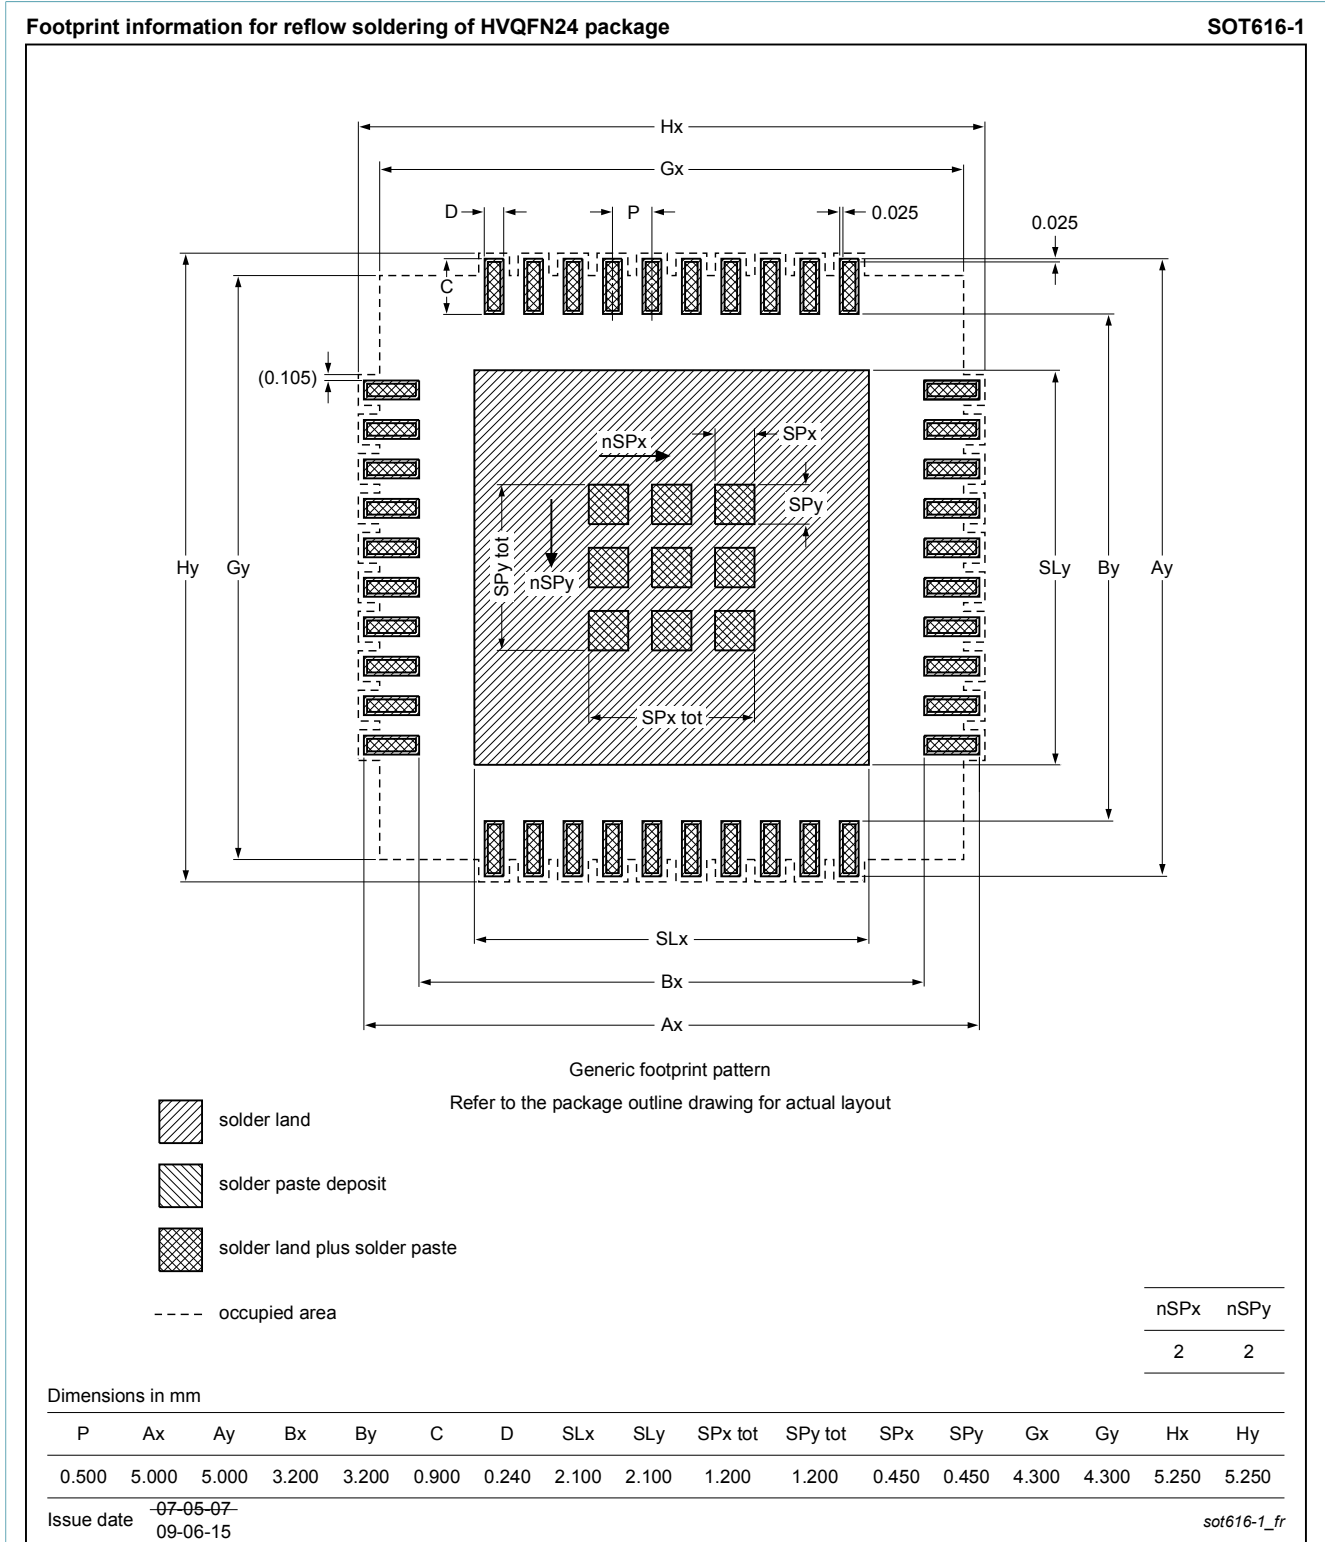 Footprint information for reflow soldering of HVQFN24 package SOT616-1
Hx
Gx
D P 0.025
0.025
C
(0.105)
nSPx SPx
SPy
SPy tot
nSPy
Hy Gy SLy By Ay
SPx tot
SLx
Bx
Ax
Generic footprint pattern
Refer to the package outline drawing for actual layout
solder land
solder paste deposit
solder land plus solder paste
occupied area
nSPx nSPy
2 2
Dimensions in mm
P Ax Ay Bx By C D SLx SLy SPx tot SPy tot SPx SPy Gx Gy Hx Hy
0.500 5.000 5.000 3.200 3.200 0.900 0.240 2.100 2.100 1.200 1.200 0.450 0.450 4.300 4.300 5.250 5.250
Issue date 07-05-07
09-06-15
sot616-1_fr